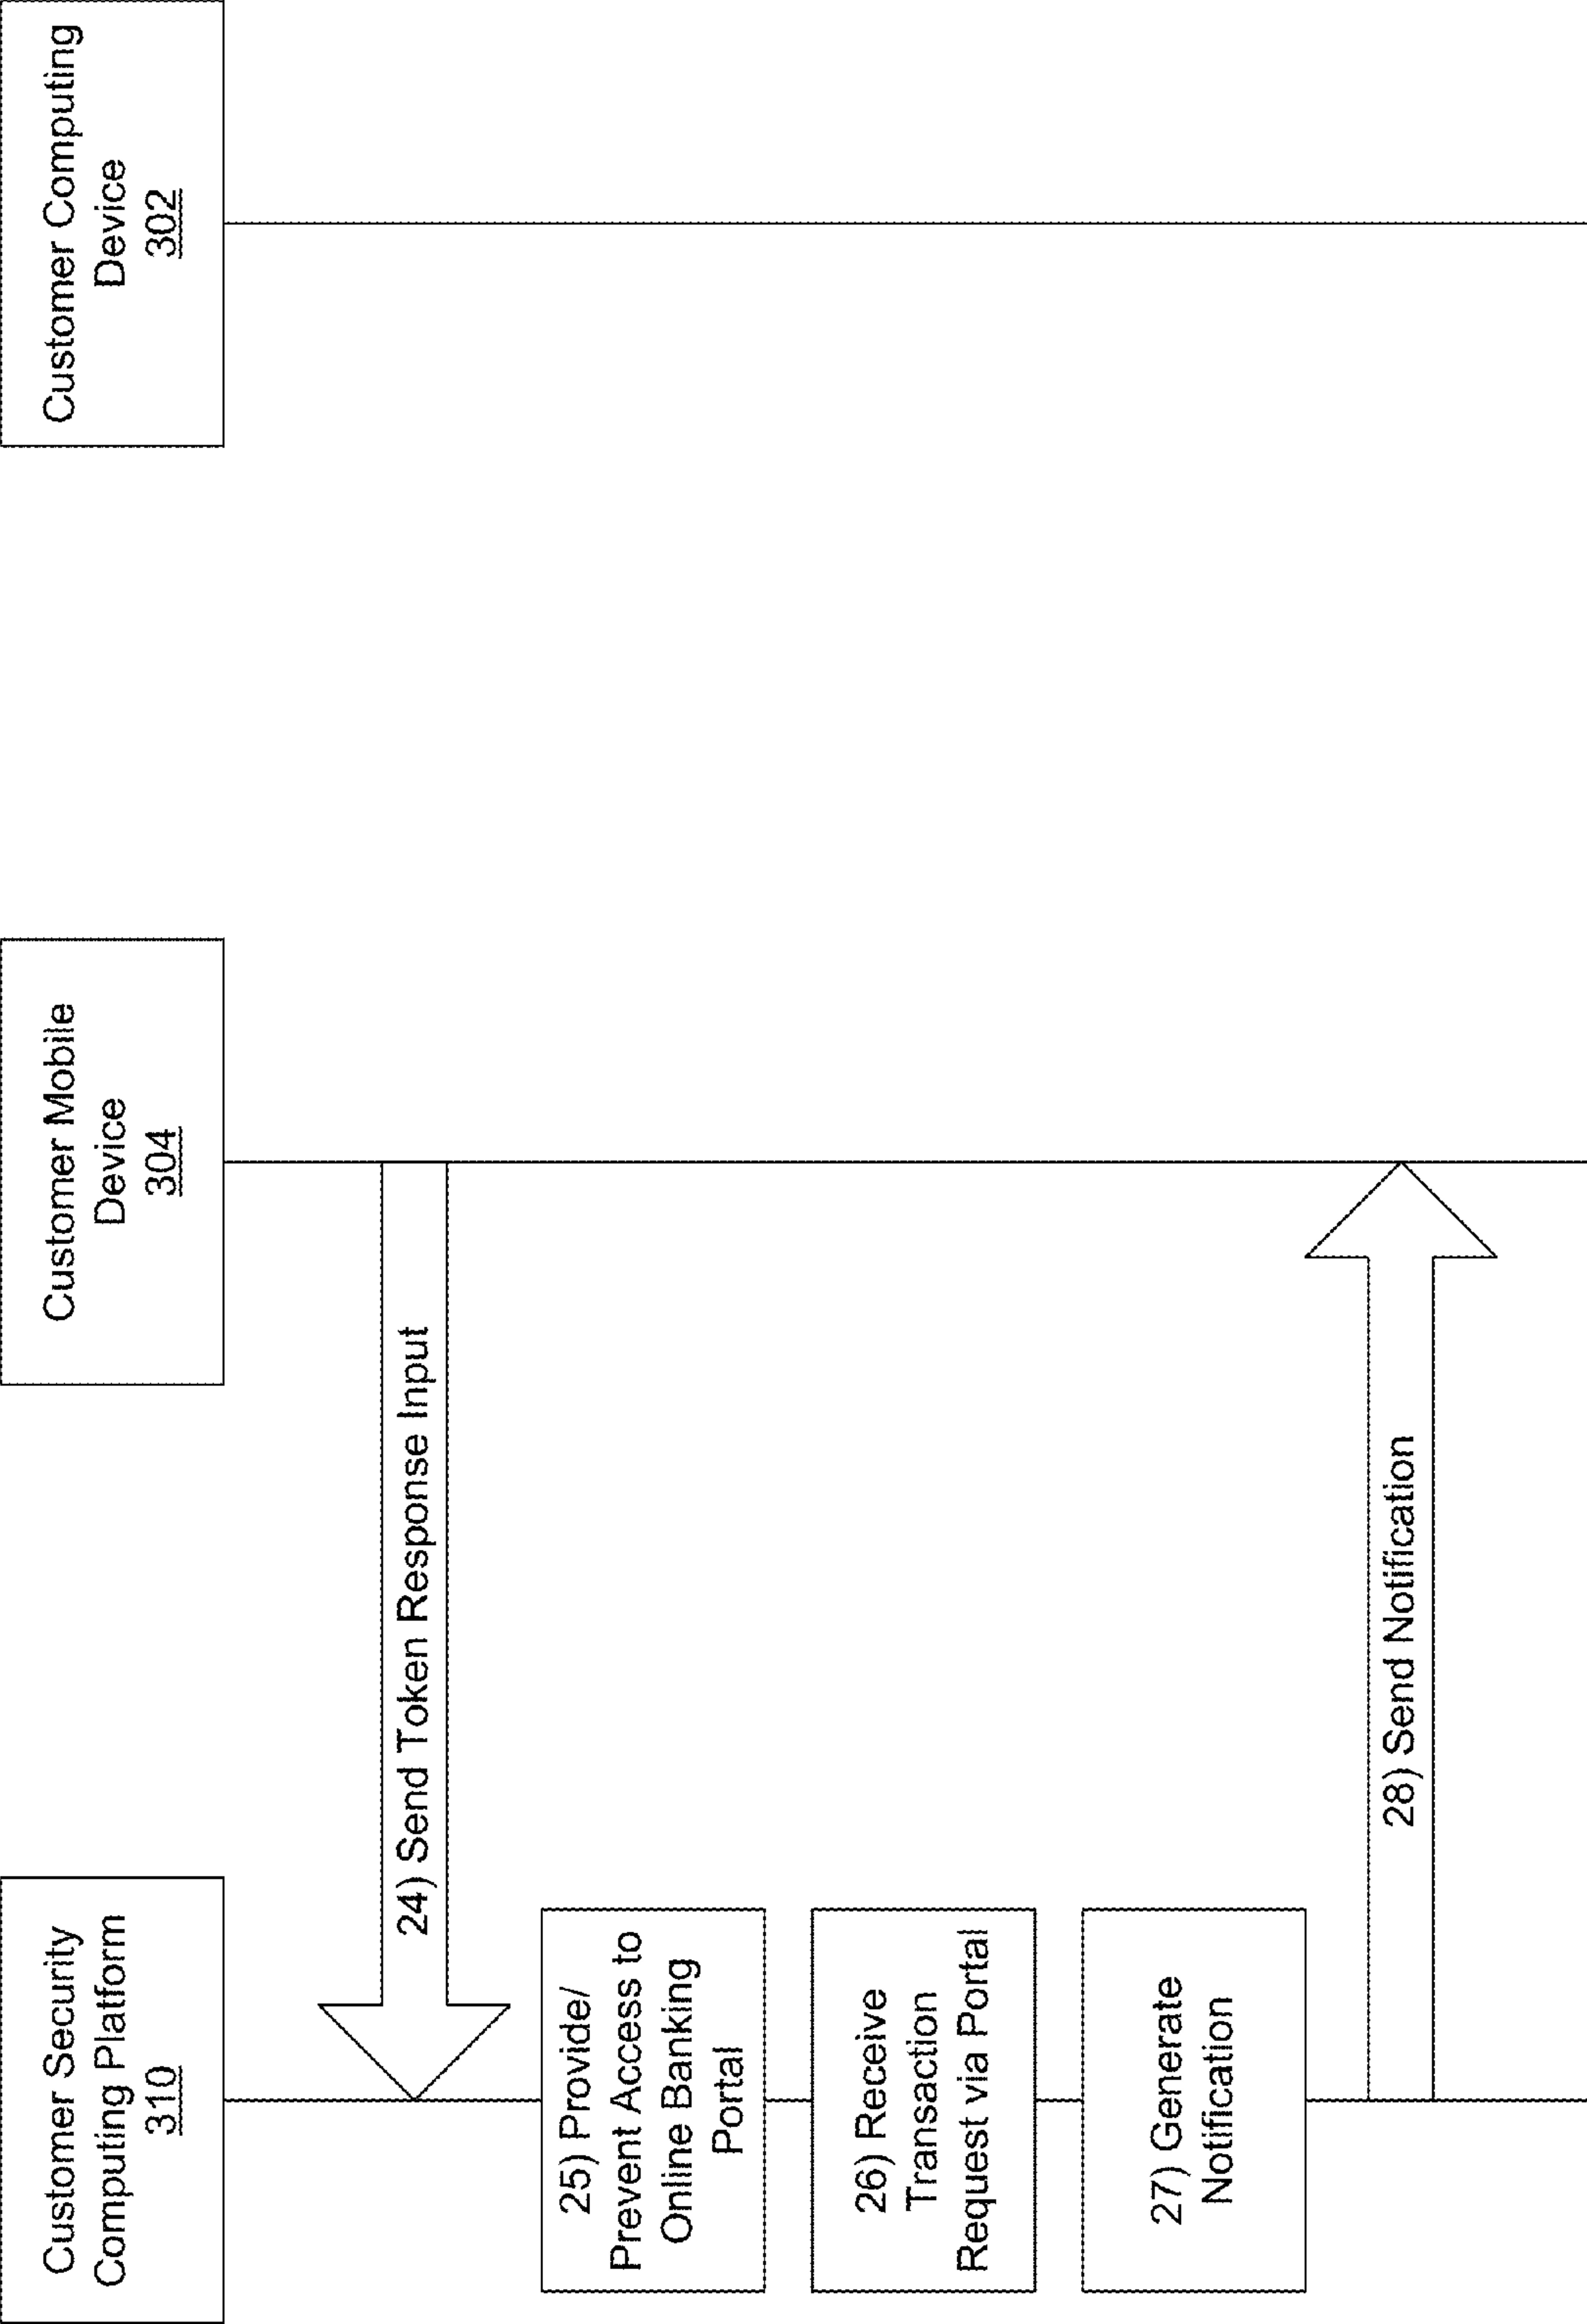 Customer Security
Computing Platform
310
Customer Mobile
Device
304
Customer Computing
Device
302
24) Send Token Response Input
25) Provide/
Prevent Access to
Online Banking
Portal
26) Receive
Transaction
Request via Portal
27) Generate
Notification
28) Send Notification